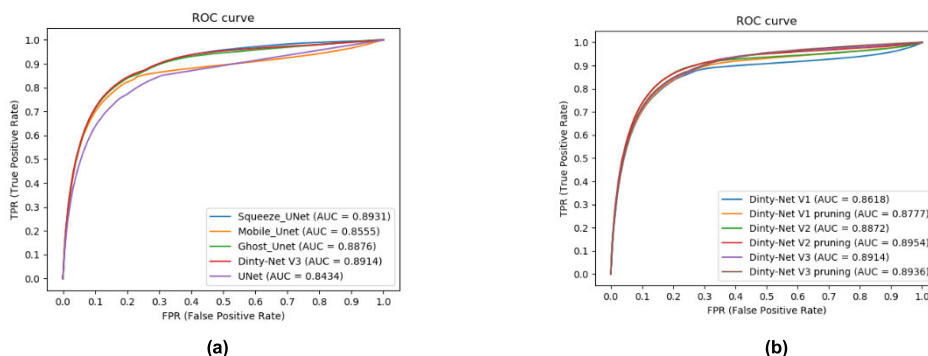 ROC curve
1.0
0.9
0.8
0.7
0.6
0.5
0.4
0.3
0.2
0.1
0.0
TPR (True Positive Rate)
Squeeze_UNet (AUC = 0.8931)
Mobile_Unet (AUC = 0.8555)
Ghost_Unet (AUC = 0.8876)
Dinty-Net V3 (AUC = 0.8914)
UNet (AUC = 0.8434)
0.0 0.1 0.2 0.3 0.4 0.5 0.6 0.7 0.8 0.9 1.0
FPR (False Positive Rate)
(a)
ROC curve
1.0
0.9
0.8
0.7
0.6
0.5
0.4
0.3
0.2
0.1
0.0
TPR (True Positive Rate)
Dinty-Net V1 (AUC = 0.8618)
Dinty-Net V1 pruning (AUC = 0.8777)
Dinty-Net V2 (AUC = 0.8872)
Dinty-Net V2 pruning (AUC = 0.8954)
Dinty-Net V3 (AUC = 0.8914)
Dinty-Net V3 pruning (AUC = 0.8936)
0.0 0.1 0.2 0.3 0.4 0.5 0.6 0.7 0.8 0.9 1.0
FPR (False Positive Rate)
(b)